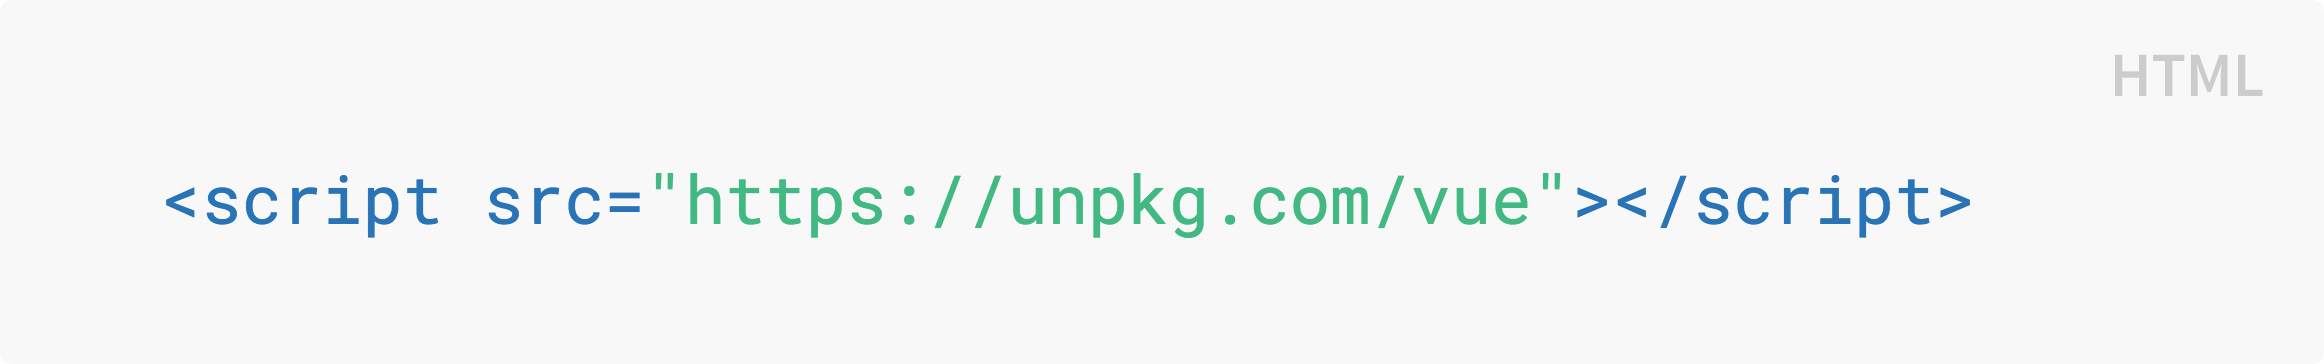 HTML
<script src="https://unpkg.com/vue"></script>